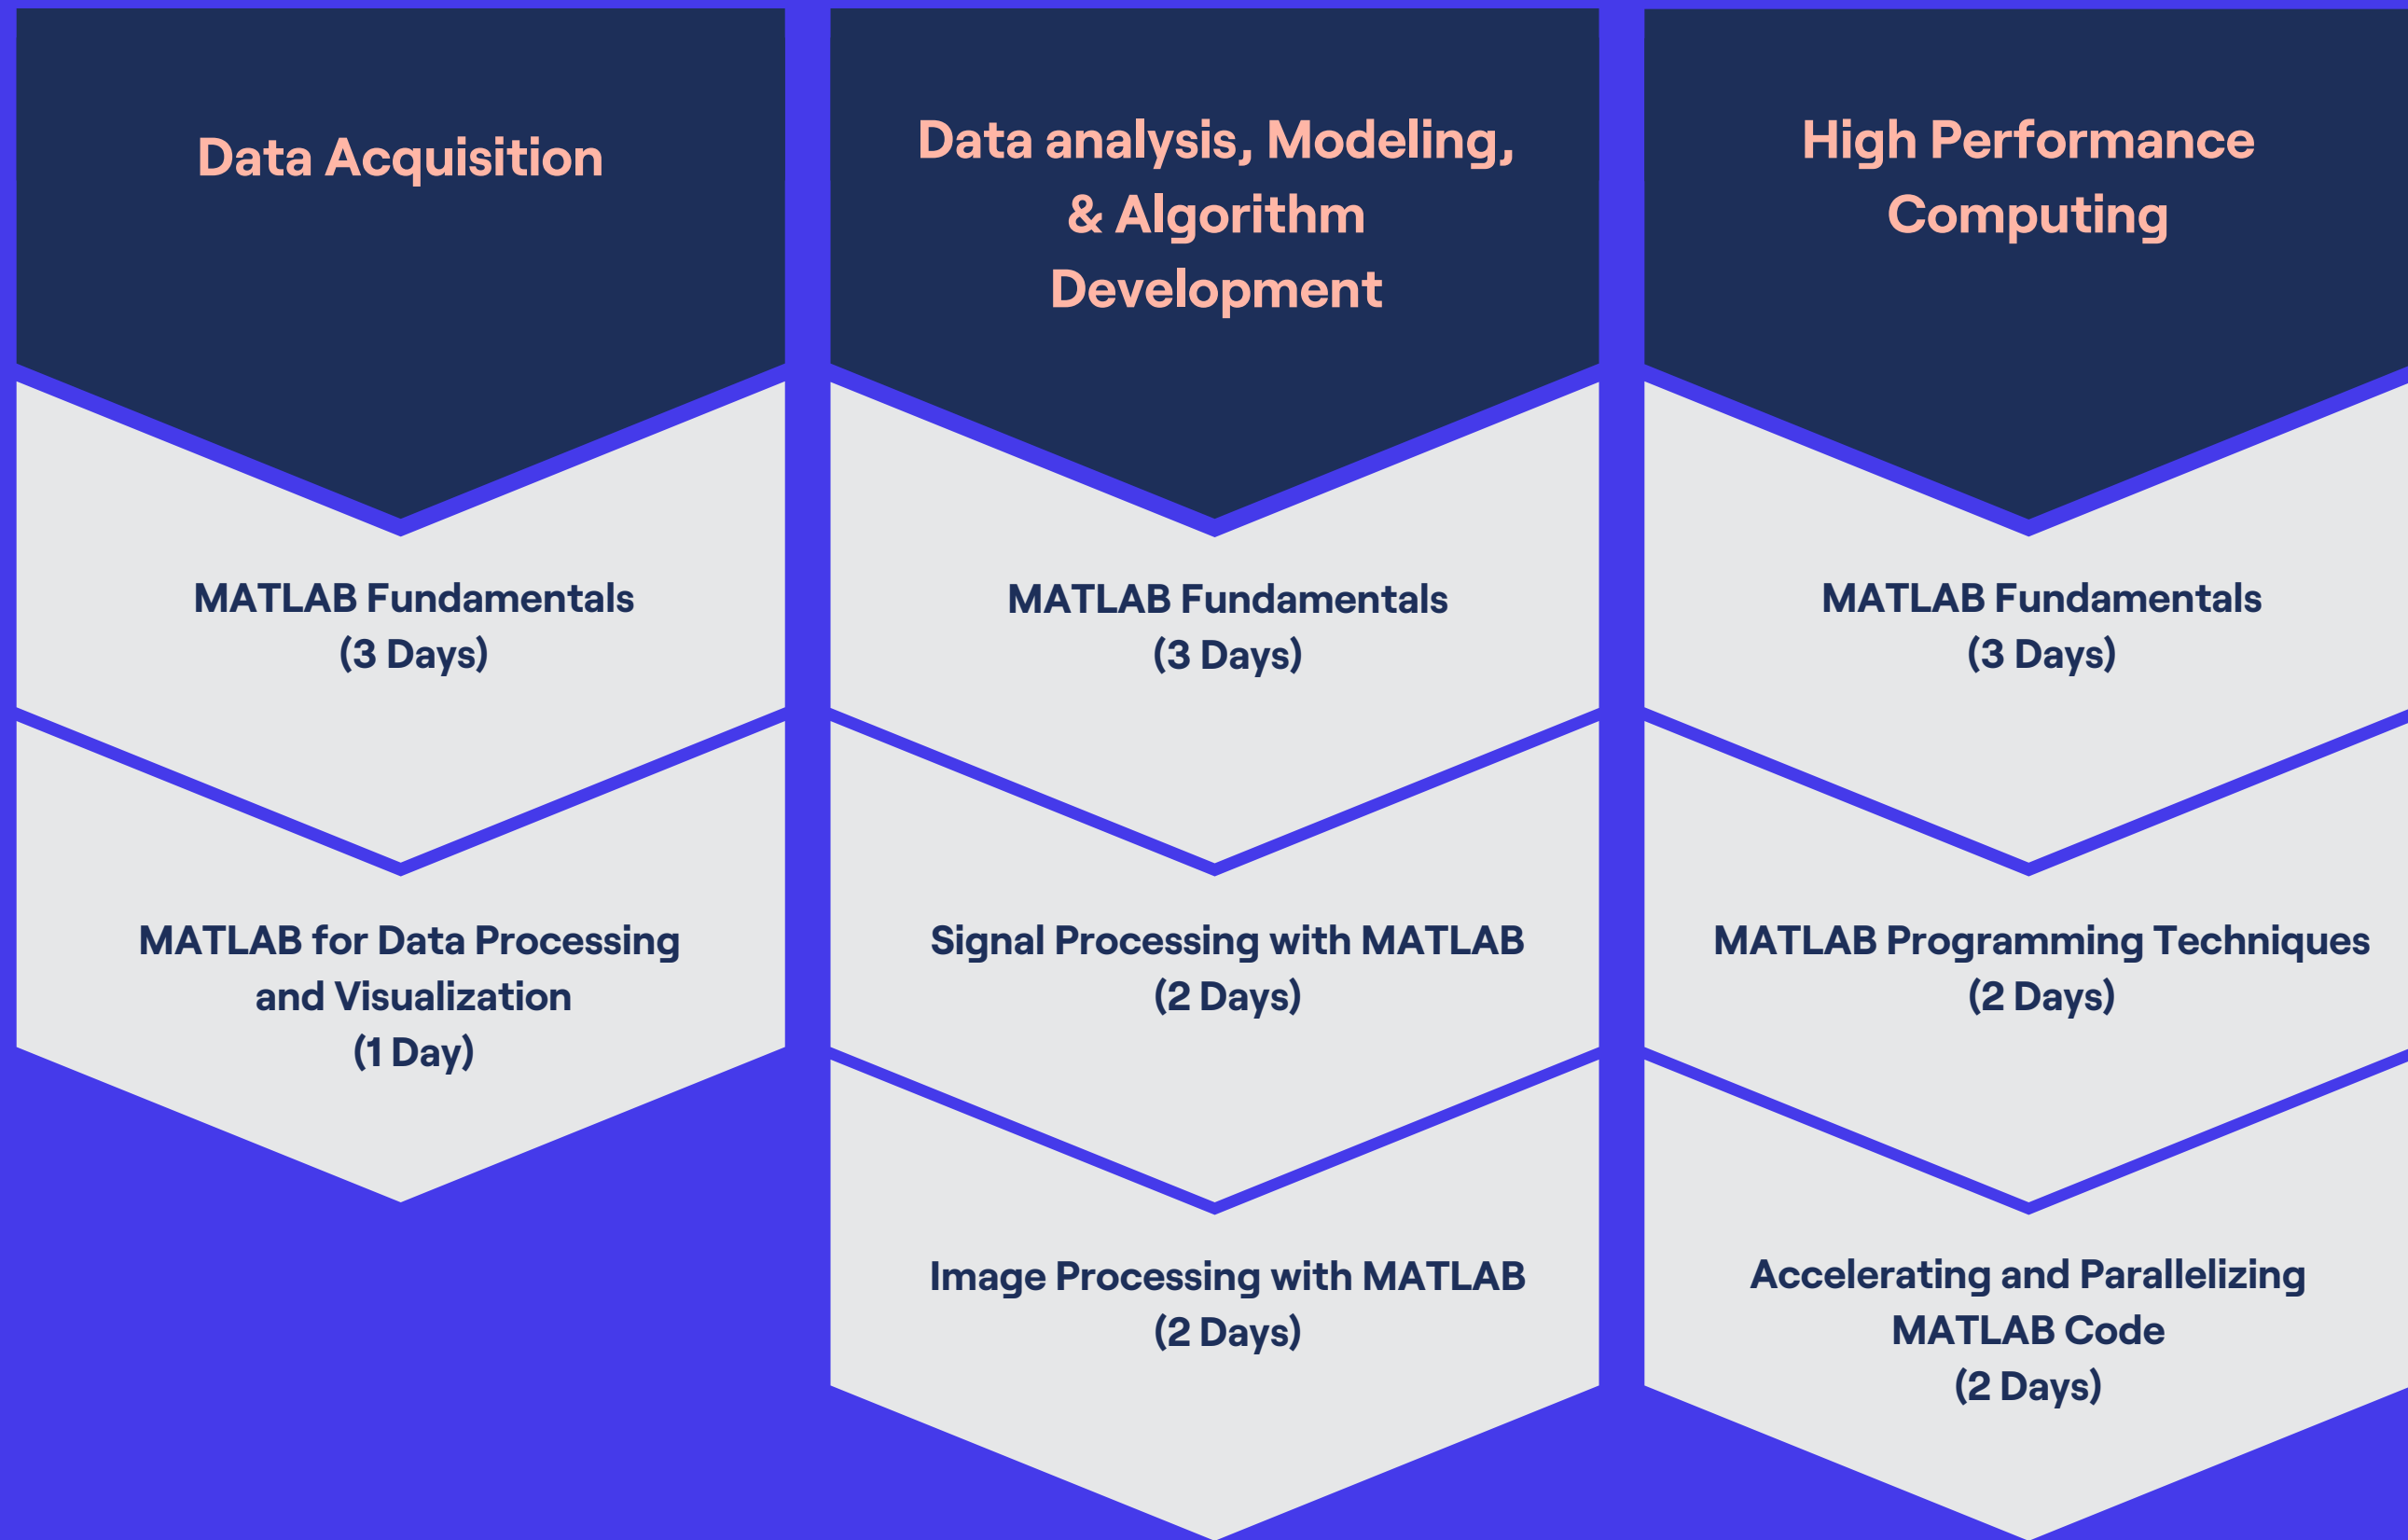 Data Acquisition
MATLAB Fundamentals
(3 Days)
MATLAB for Data Processing
and Visualization
(1 Day)
Data analysis, Modeling,
& Algorithm
Development
MATLAB Fundamentals
(3 Days)
Signal Processing with MATLAB
(2 Days)
Image Processing with MATLAB
(2 Days)
High Performance
Computing
MATLAB Fundamentals
(3 Days)
MATLAB Programming Techniques
(2 Days)
Accelerating and Parallelizing
MATLAB Code
(2 Days)